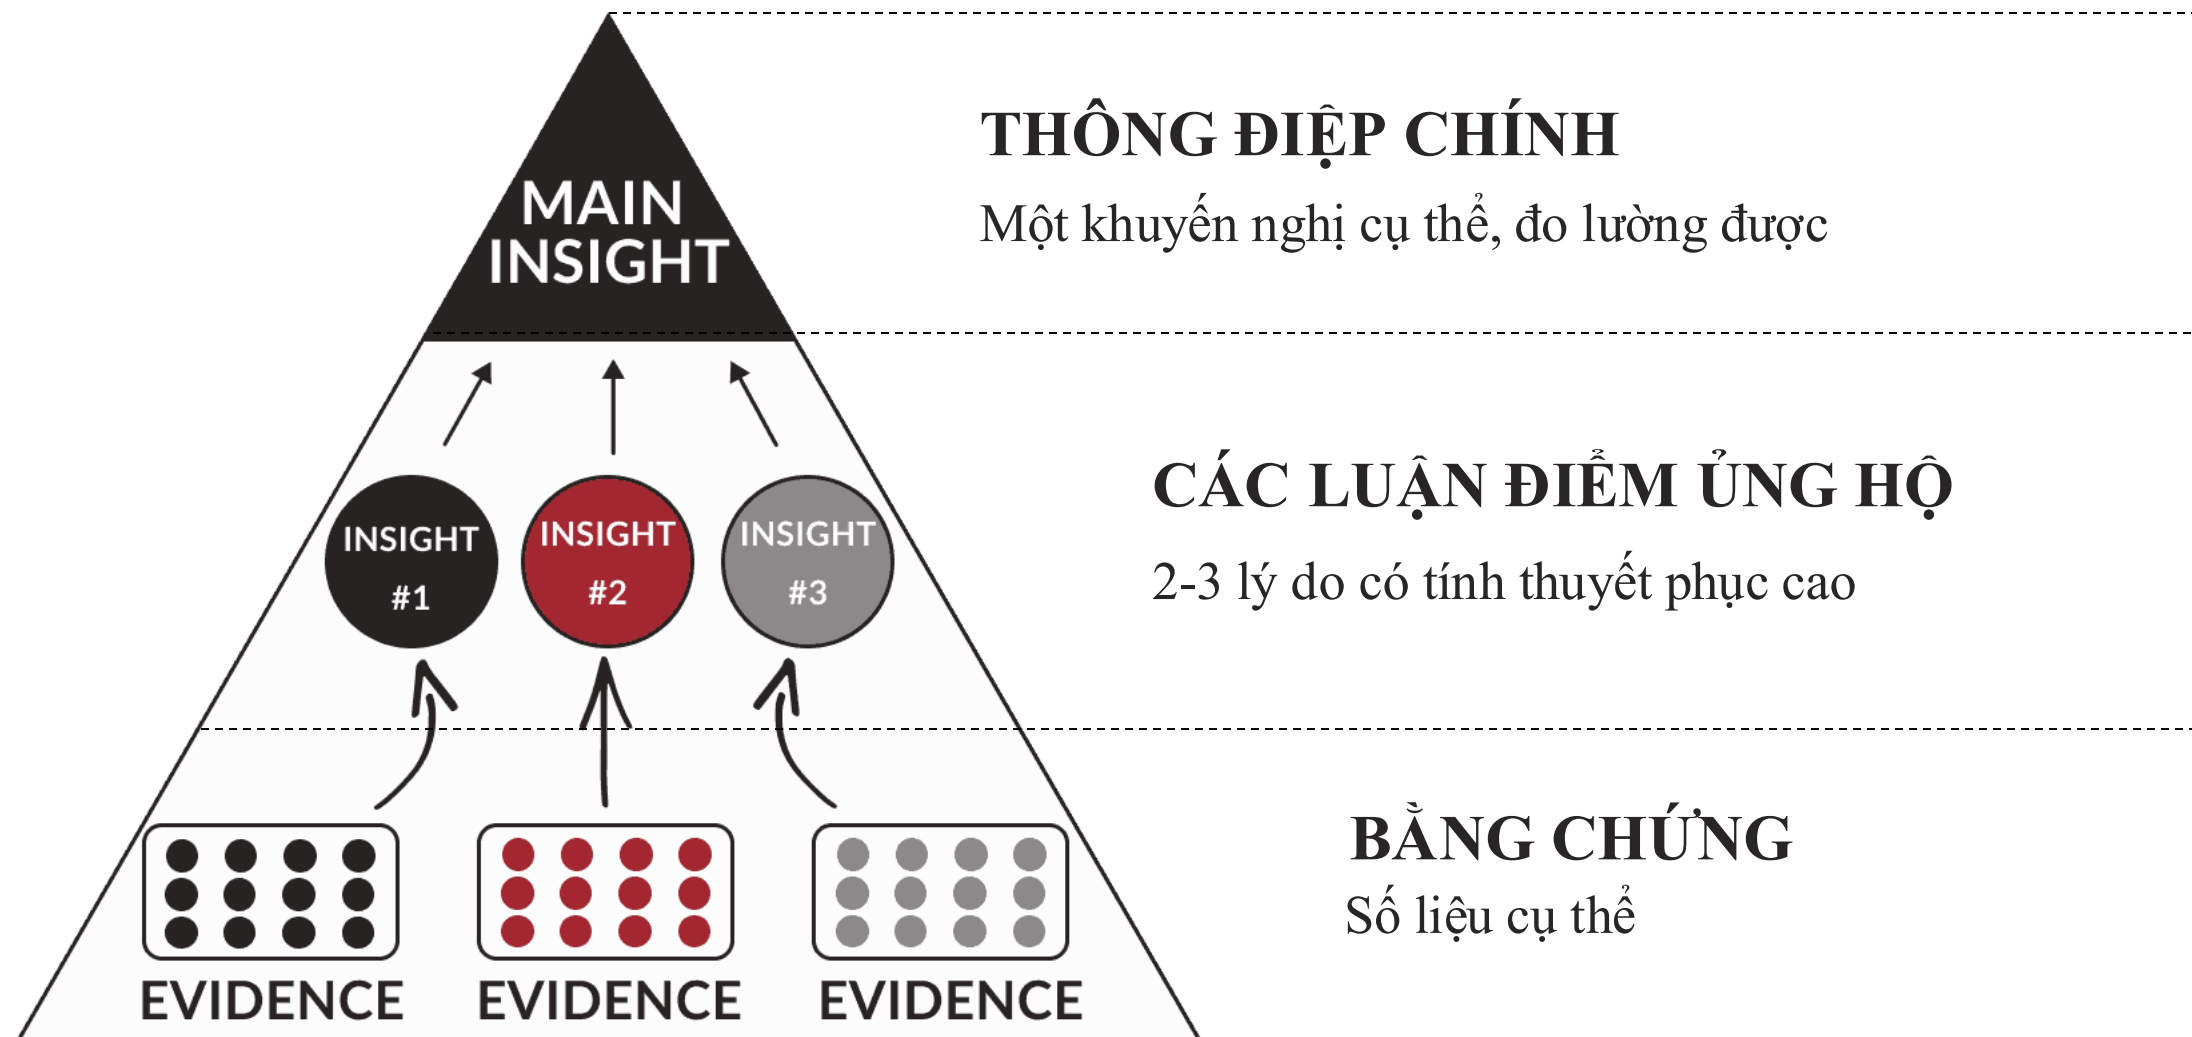 MAIN
INSIGHT
THÔNG ĐIỆP CHÍNH
Một khuyến nghị cụ thể, đo lường được
INSIGHT
#1
INSIGHT
#2
INSIGHT
#3
CÁC LUẬN ĐIỂM ỦNG HỘ
2-3 lý do có tính thuyết phục cao
EVIDENCE
EVIDENCE
EVIDENCE
BẰNG CHỨNG
Số liệu cụ thể